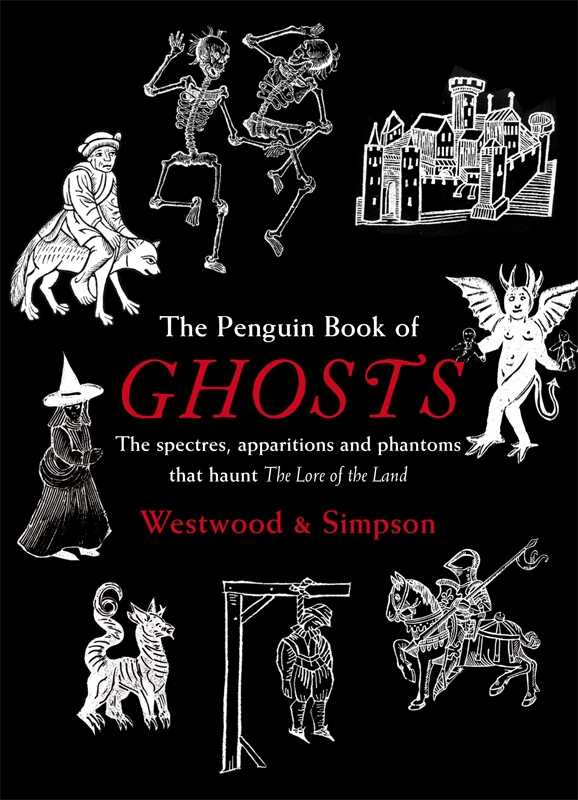 The Penguin Book of
GHOSTS
The spectres, apparitions and phantoms
that haunt The Lore of the Land
Westwood & Simpson